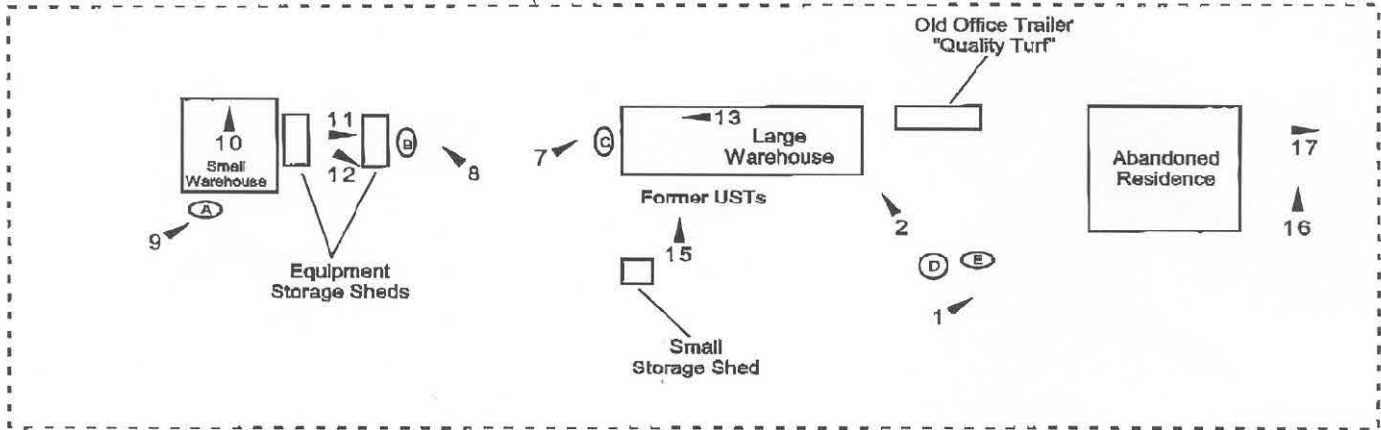 Old Office Trailer
"Quality Turf"
11
13
10
Large
Warehouse
17
C
B
7
Small
Warehouse
12
8
Abandoned
Residence
Former USTs
A
9
2
16
15
D
E
Equipment
Storage Sheds
1
Small
Storage Shed